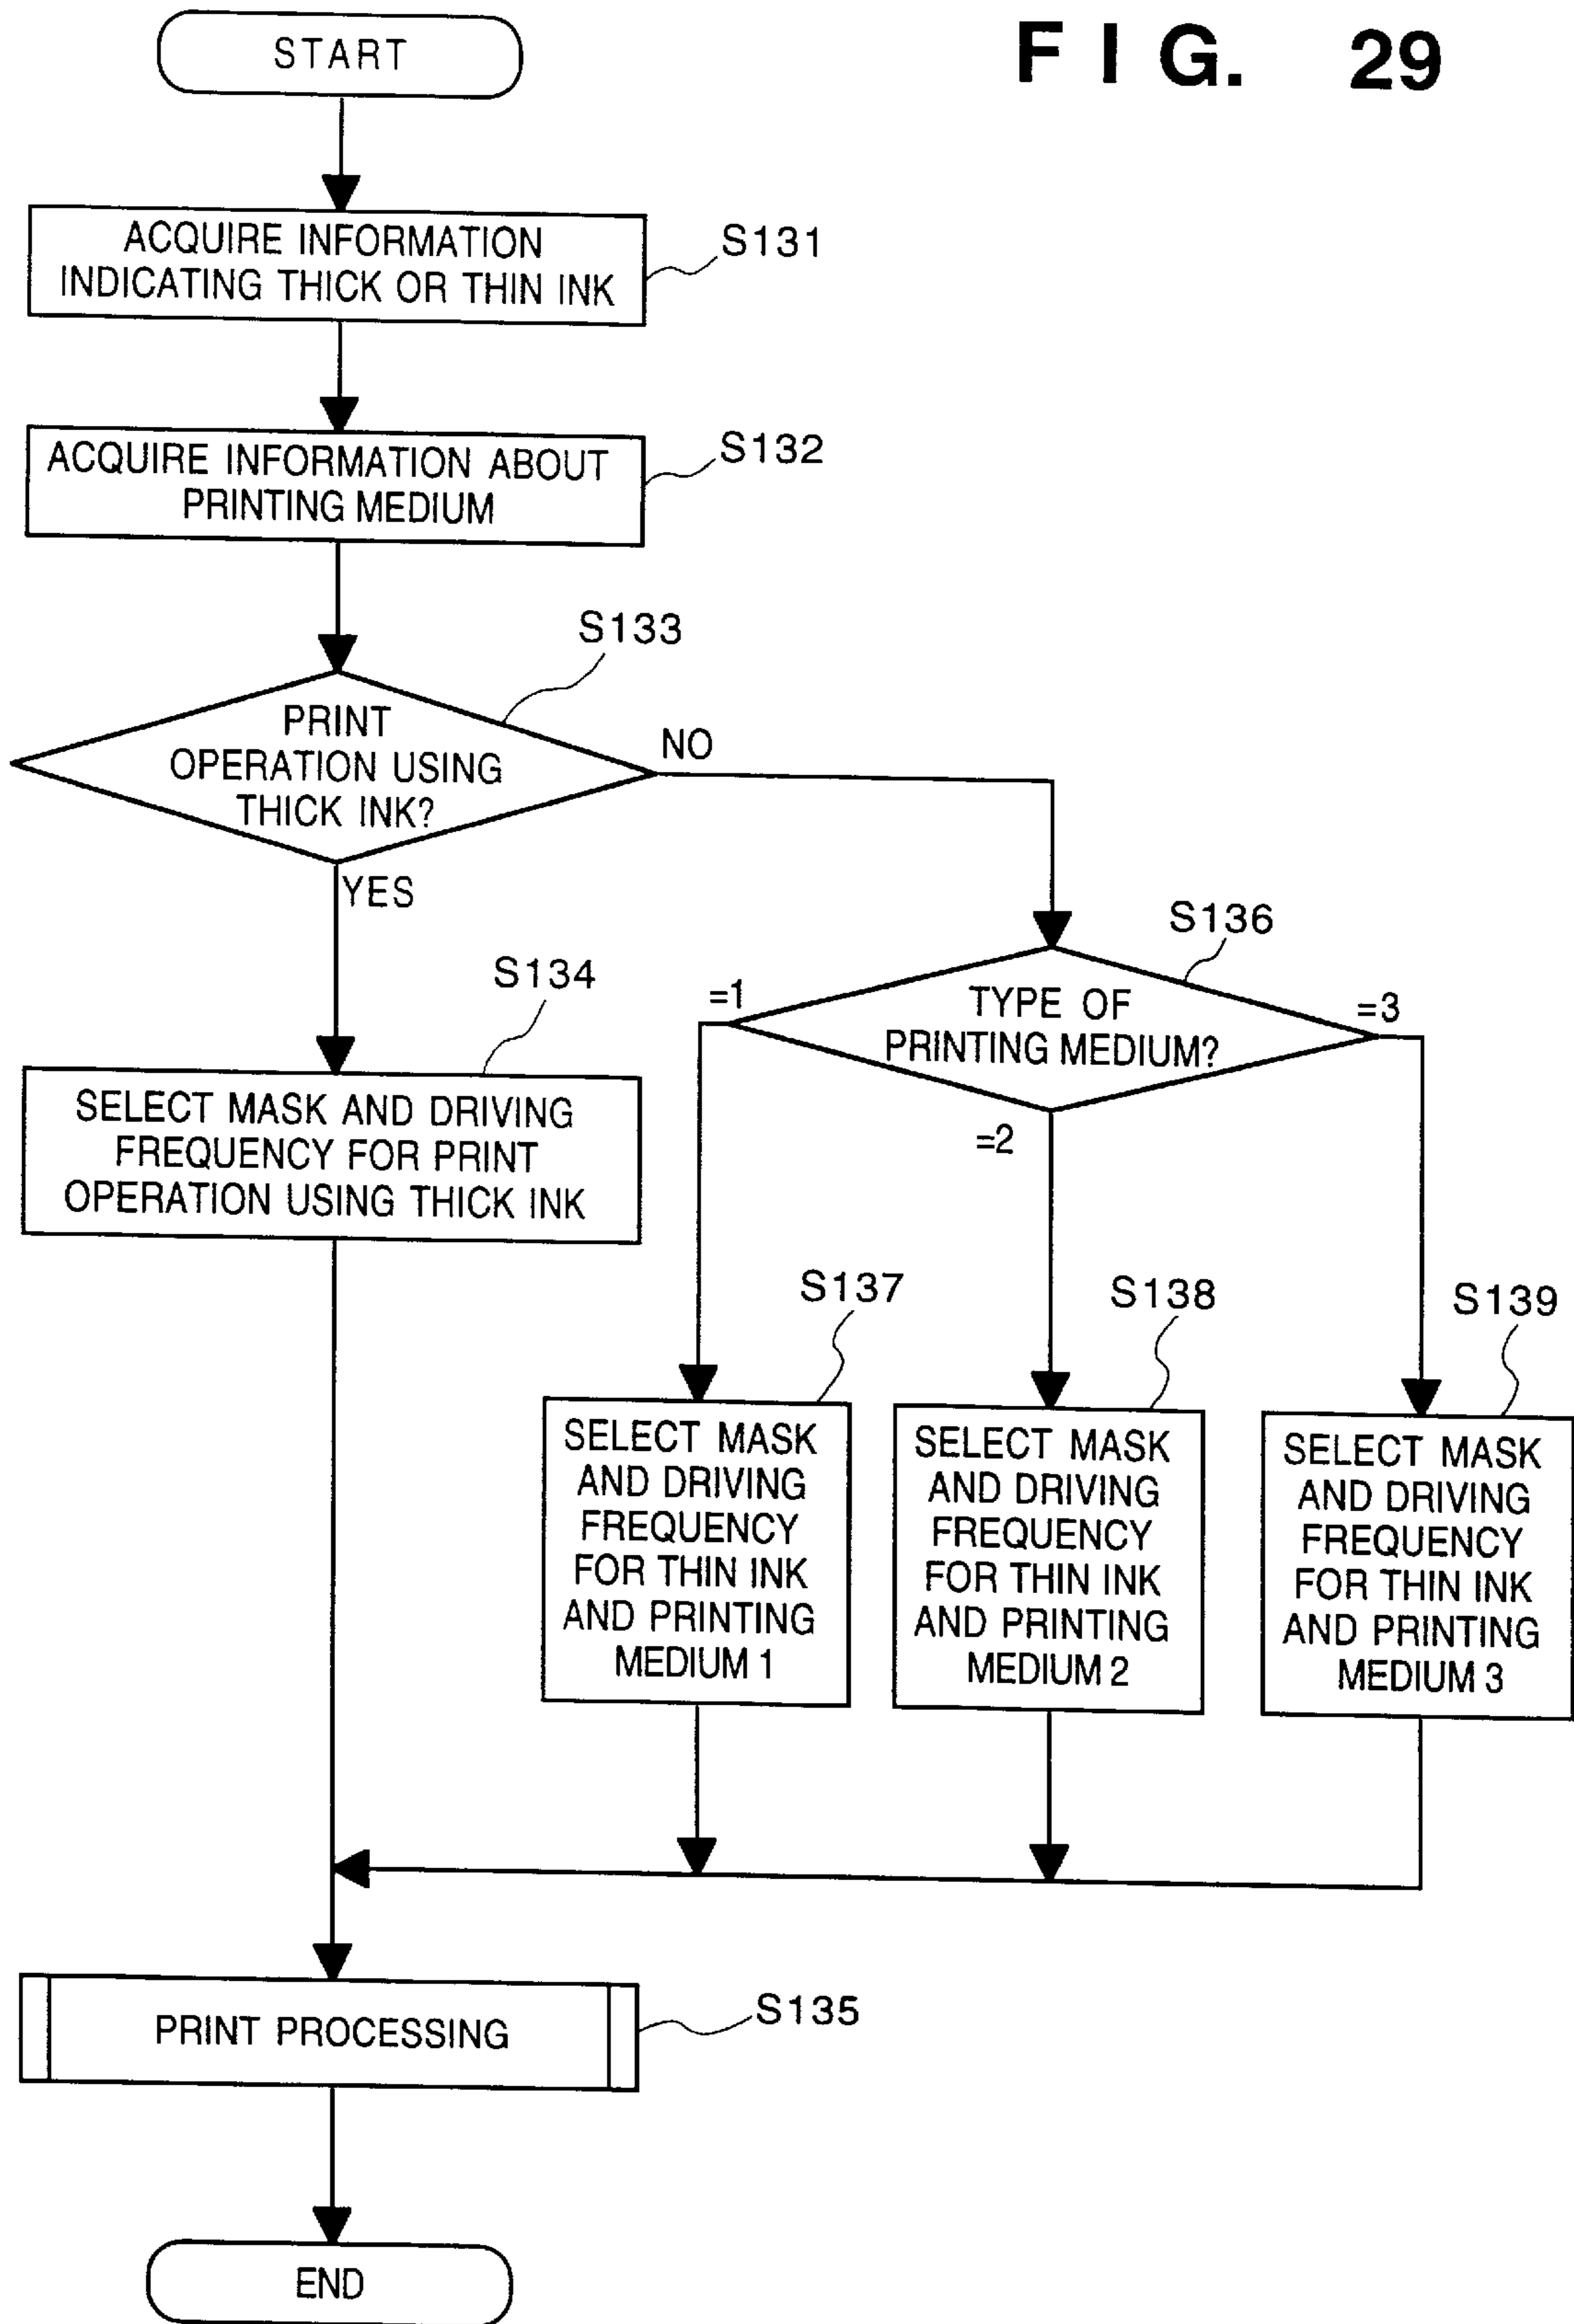 FIG. 29
START
ACQUIRE INFORMATION
INDICATING THICK OR THIN INK
S131
ACQUIRE INFORMATION ABOUT
PRINTING MEDIUM
S132
S133
PRINT
OPERATION USING
THICK INK?
NO
YES
S134
SELECT MASK AND DRIVING
FREQUENCY FOR PRINT
OPERATION USING THICK INK
S136
TYPE OF
PRINTING MEDIUM?
=1
=2
=3
S137
SELECT MASK
AND DRIVING
FREQUENCY
FOR THIN INK
AND PRINTING
MEDIUM 1
S138
SELECT MASK
AND DRIVING
FREQUENCY
FOR THIN INK
AND PRINTING
MEDIUM 2
S139
SELECT MASK
AND DRIVING
FREQUENCY
FOR THIN INK
AND PRINTING
MEDIUM 3
PRINT PROCESSING
S135
END